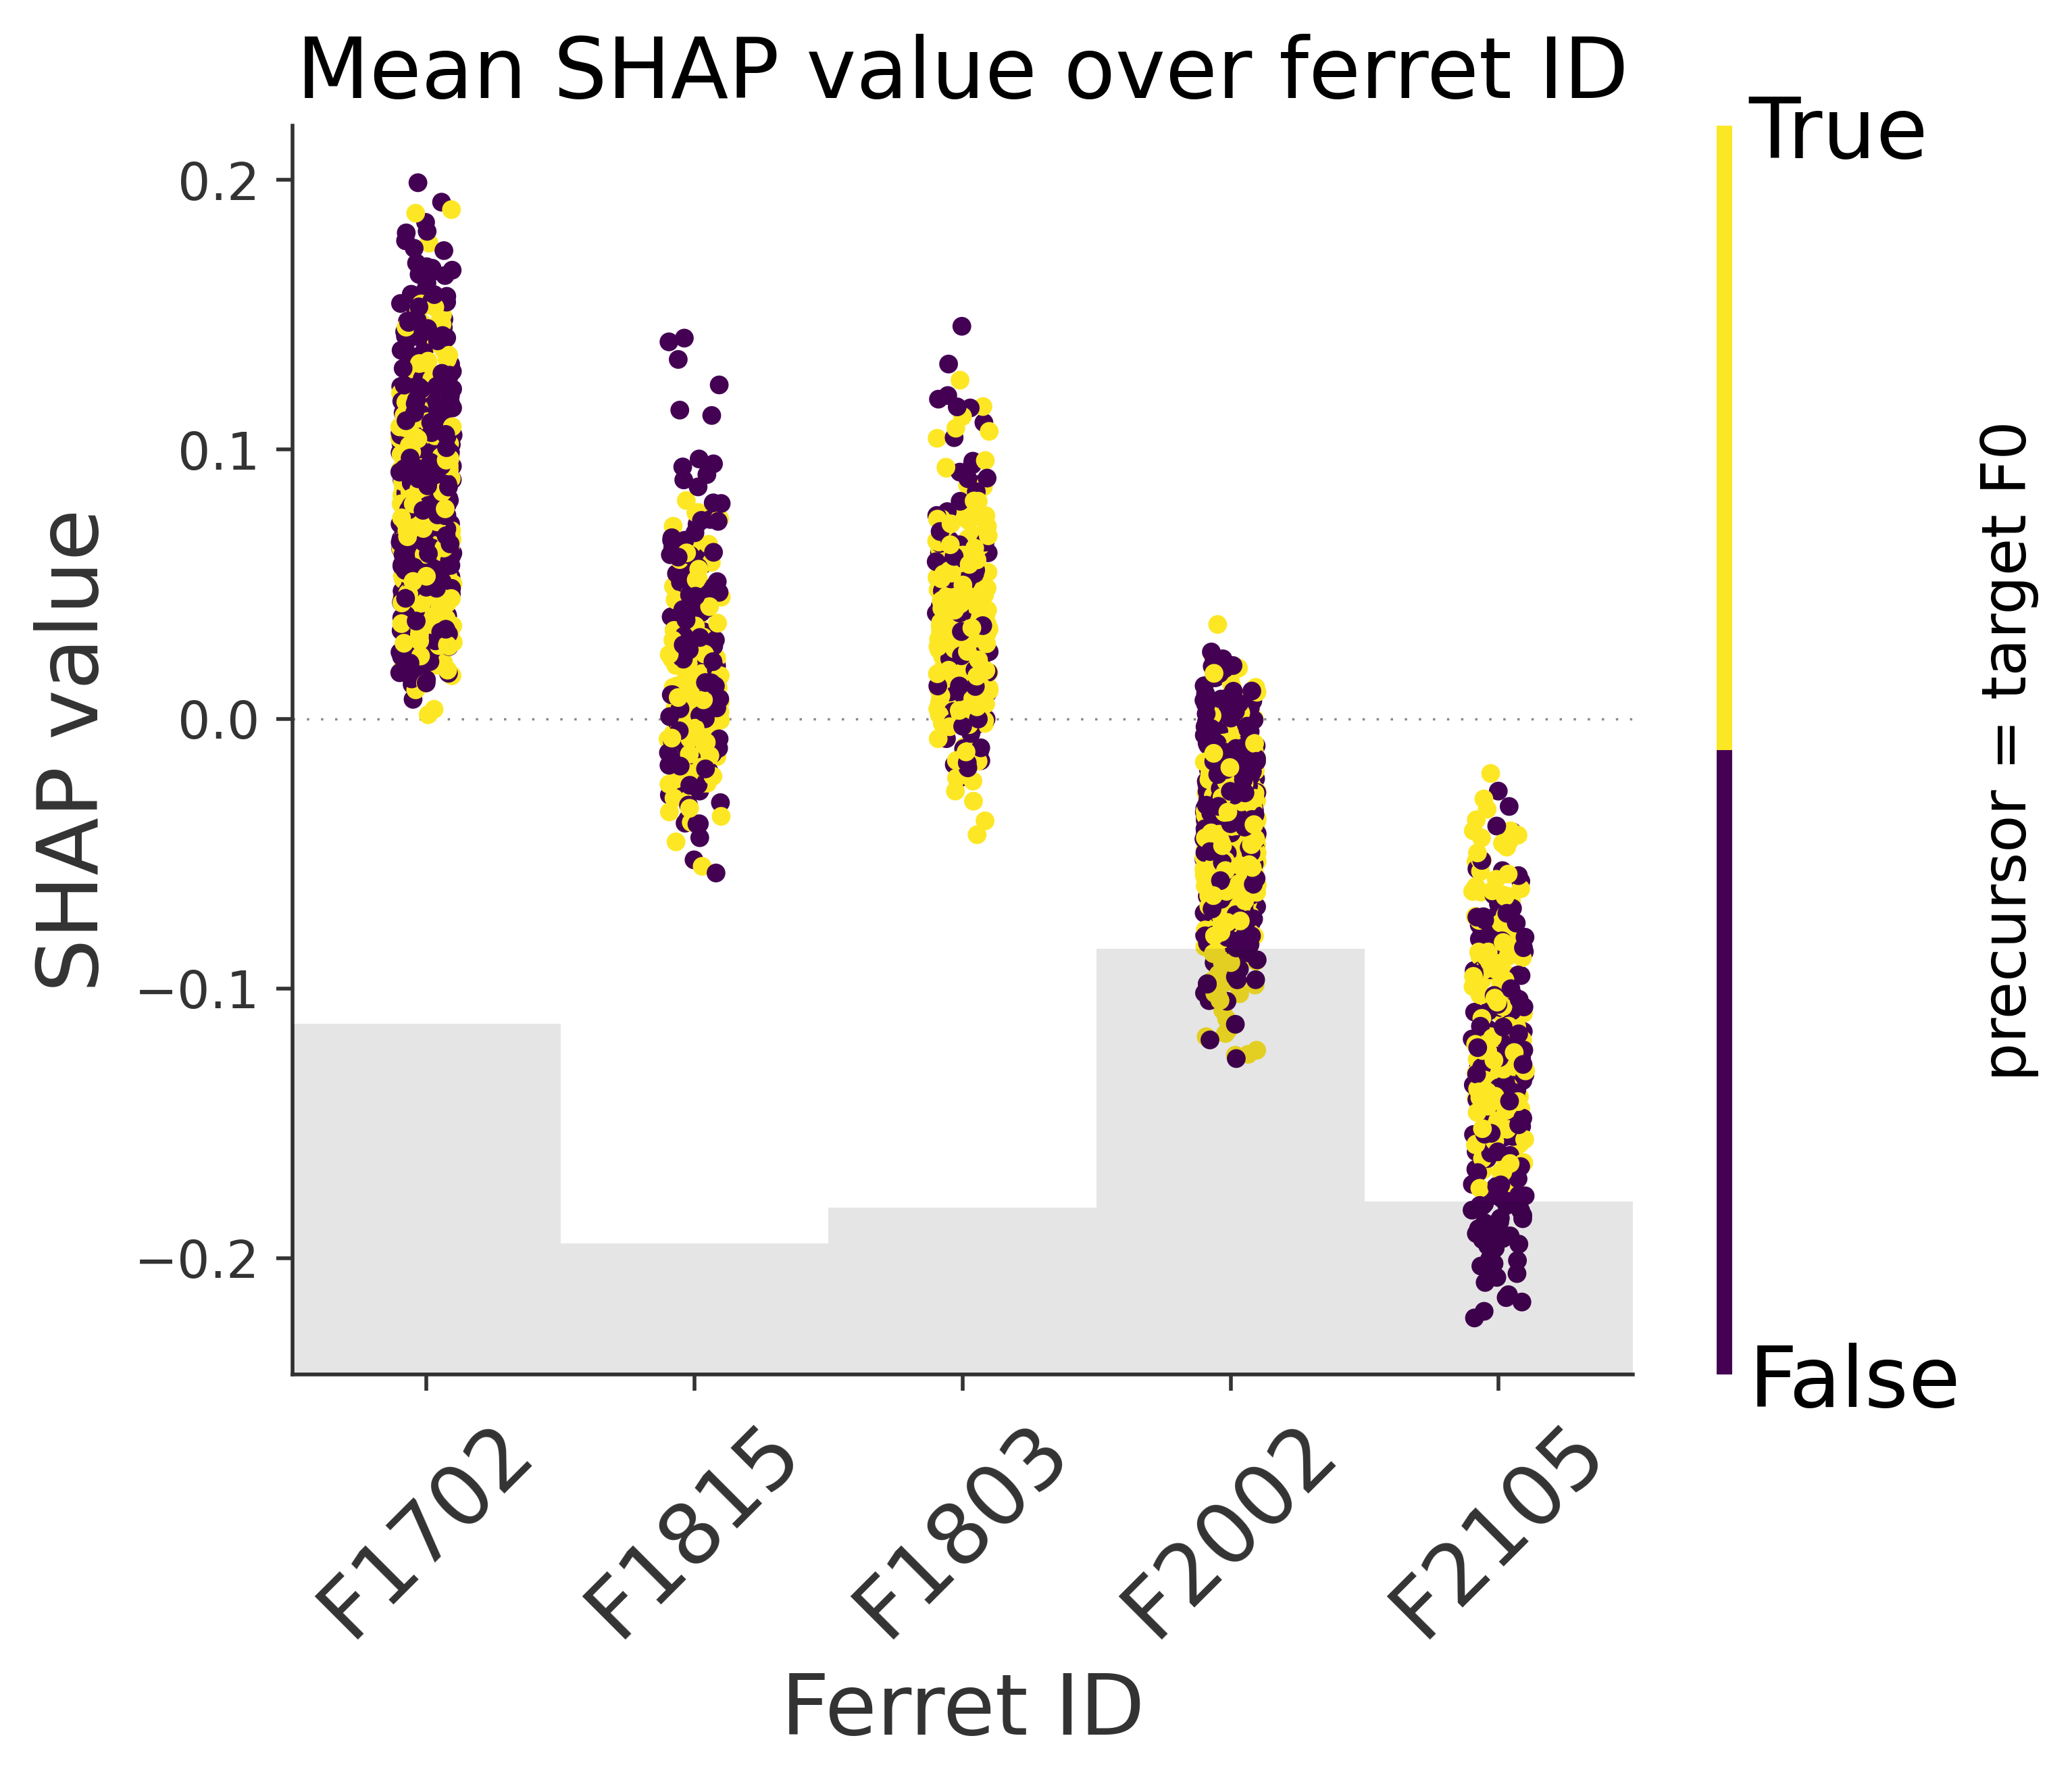 Mean SHAP value over ferret ID
SHAP value
0.2
0.1
0.0
−0.1
−0.2
F1702
F1815
F1803
F2002
F2105
Ferret ID
True
False
precursor = target F0